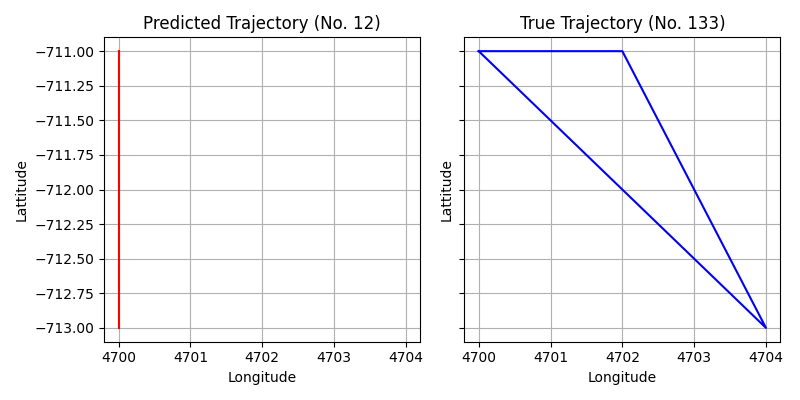 Predicted Trajectory (No. 12)
−711.00
−711.25
−711.50
−711.75
−712.00
−712.25
−712.50
−712.75
−713.00
Lattitude
4700 4701 4702 4703 4704
Longitude
True Trajectory (No. 133)
Lattitude
4700 4701 4702 4703 4704
Longitude